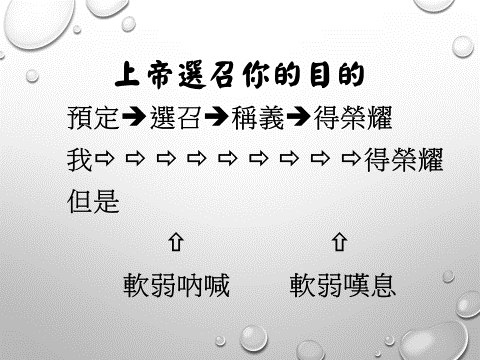 上帝選召你的目的
預定🡺選召🡺稱義🡺得榮耀
我⇨⇨⇨⇨⇨⇨⇨⇨⇨得榮耀
但是
⇧ ⇧
軟弱吶喊 軟弱嘆息